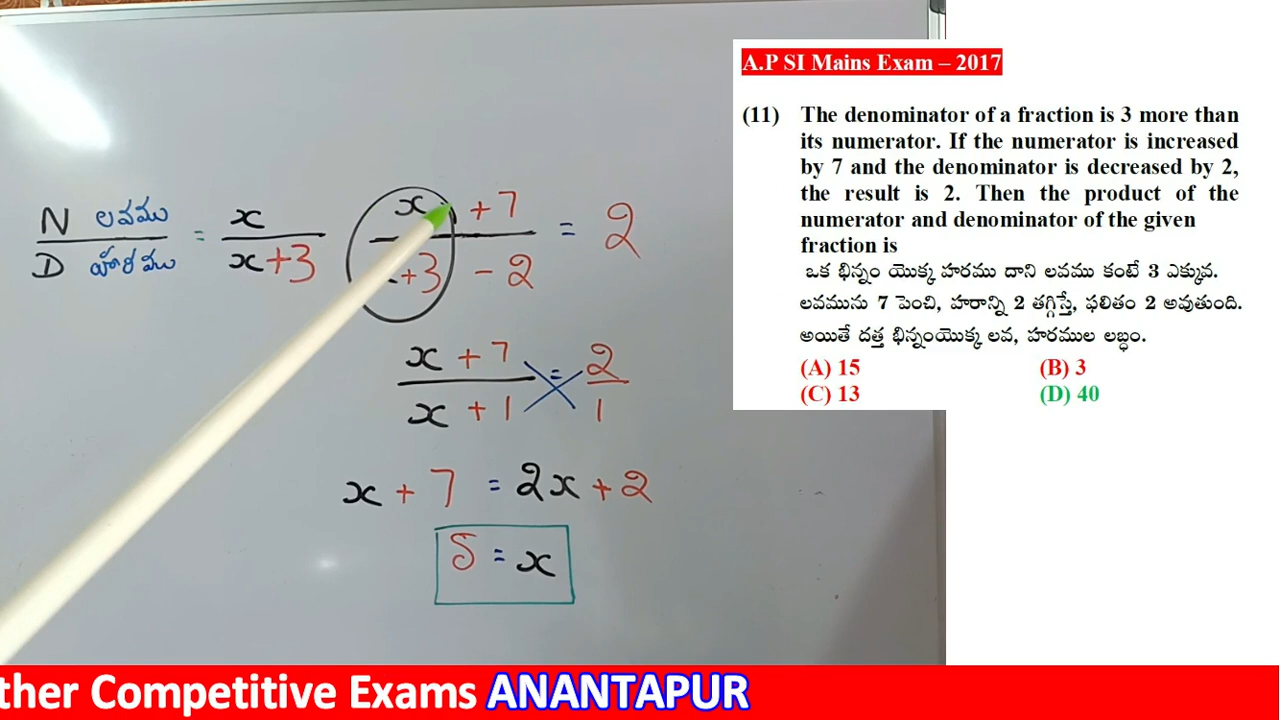 A.P SI Mains Exam – 2017
(11) The denominator of a fraction is 3 more than
its numerator. If the numerator is increased
by 7 and the denominator is decreased by 2,
the result is 2. Then the product of the
numerator and denominator of the given
fraction is
ఒక భిన్నం యొక్క హరము దాని లవము కంటే 3 ఎక్కువ.
లవమును 7 పెంచి, హరాన్ని 2 తగ్గిస్తే, ఫలితం 2 అవుతుంది.
అయితే దత్త భిన్నంయొక్క లవ, హరముల లబ్ధం.
(A) 15 (B) 3
(C) 13 (D) 40
N లవము = x
D హారము x+3
x +7 = 2
+3 - 2
x + 7 = 2
x + 1 1
x + 7 = 2x + 2
5 = x
ther Competitive Exams ANANTAPUR